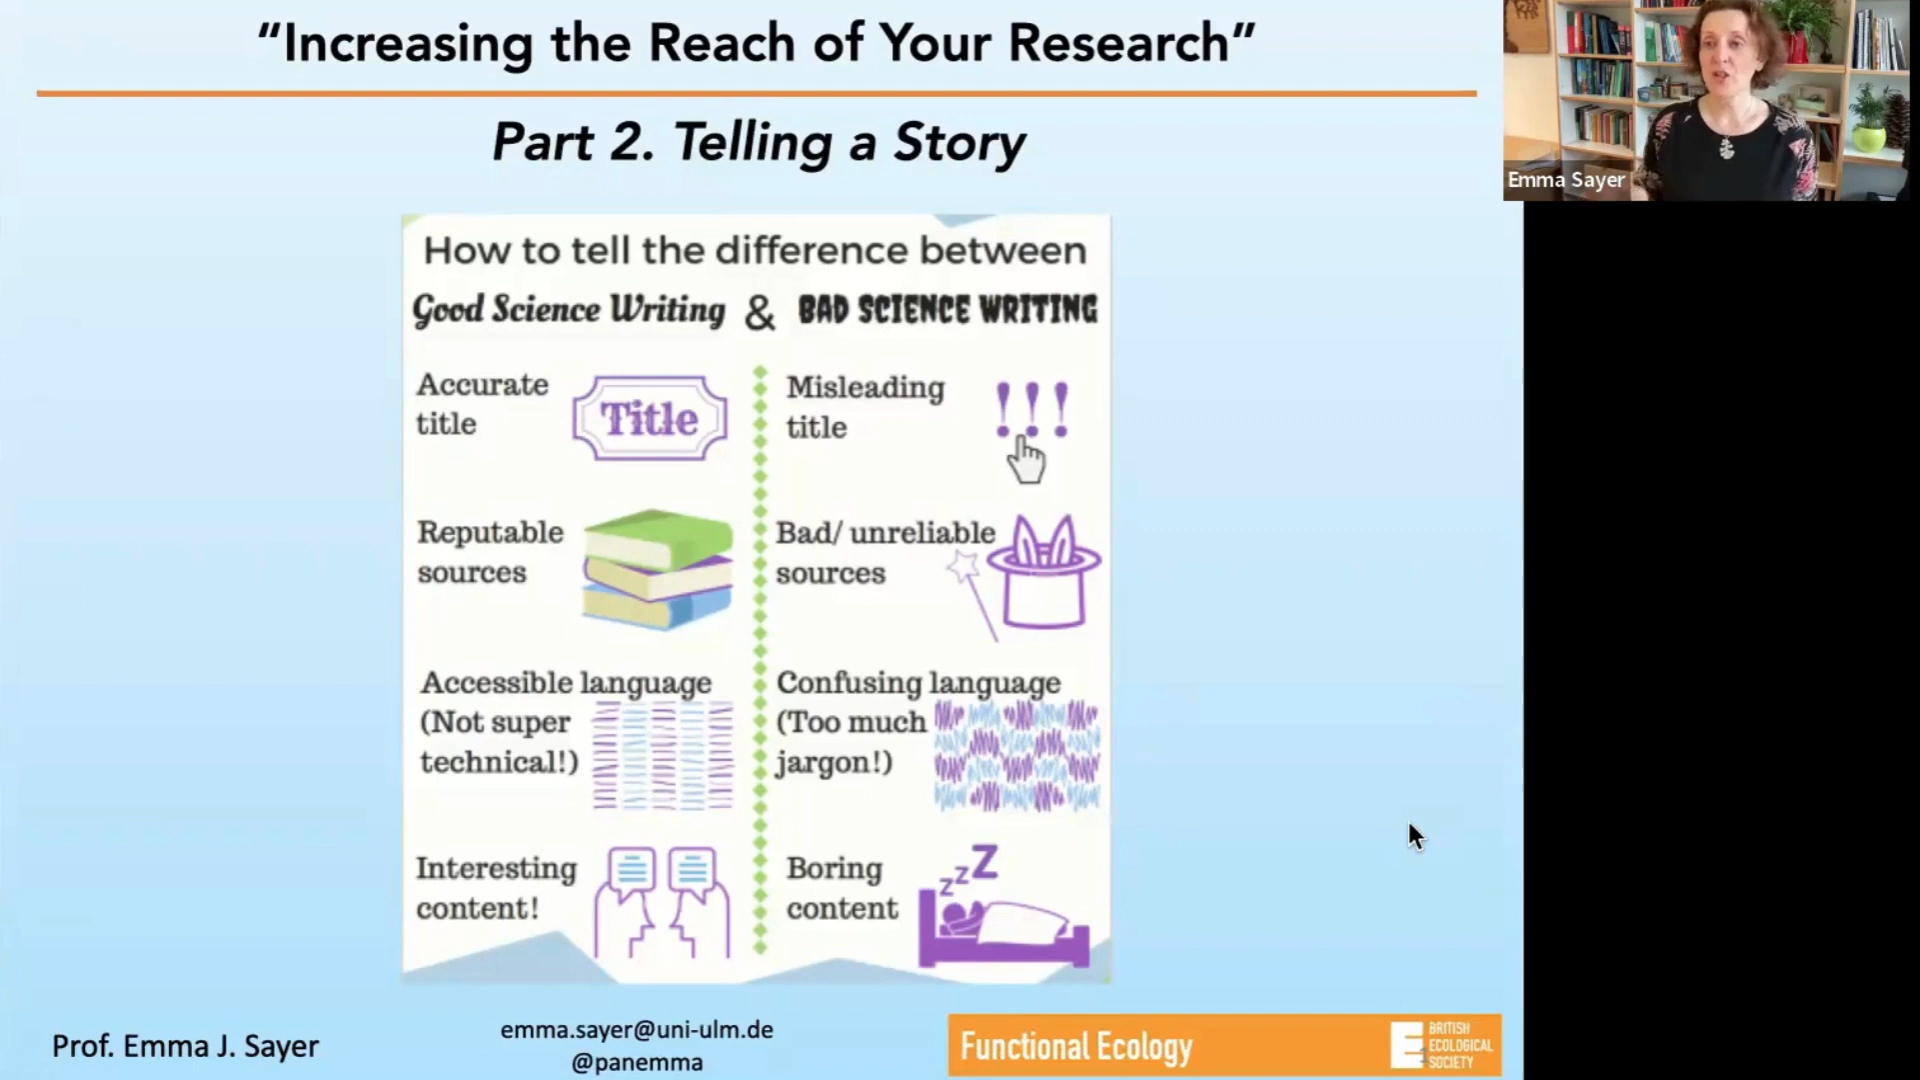 “Increasing the Reach of Your Research”
Part 2. Telling a Story
Emma Sayer
How to tell the difference between
Good Science Writing & BAD SCIENCE WRITING
Accurate
title
Title
Misleading
title
!!!
Reputable
sources
Bad/ unreliable
sources
Accessible language
(Not super
technical!)
Confusing language
(Too much
jargon!)
Interesting
content!
Boring
content
zzZ
Prof. Emma J. Sayer
emma.sayer@uni-ulm.de
@panemma
Functional Ecology
BRITISH
ECOLOGICAL
SOCIETY